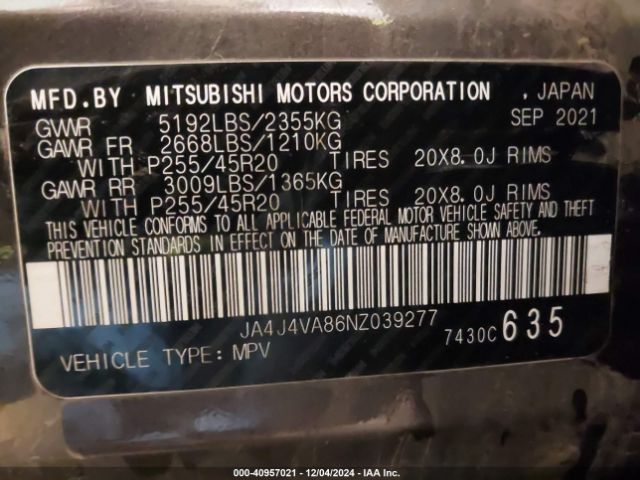 MFD.BY MITSUBISHI MOTORS CORPORATION , JAPAN
GVWR 5192LBS/2355KG SEP 2021
GAWR FR 2668LBS/1210KG
WITH P255/45R20 TIRES 20X8.0J RIMS
GAWR RR 3009LBS/1365KG
WITH P255/45R20 TIRES 20X8.0J RIMS
THIS VEHICLE CONFORMS TO ALL APPLICABLE FEDERAL MOTOR VEHICLE SAFETY AND THEFT
PREVENTION STANDARDS IN EFFECT ON THE DATE OF MANUFACTURE SHOWN ABOVE.
JA4J4VA86NZ039277
7430C 635
VEHICLE TYPE: MPV
000-40957021 - 12/04/2024 - IAA Inc.